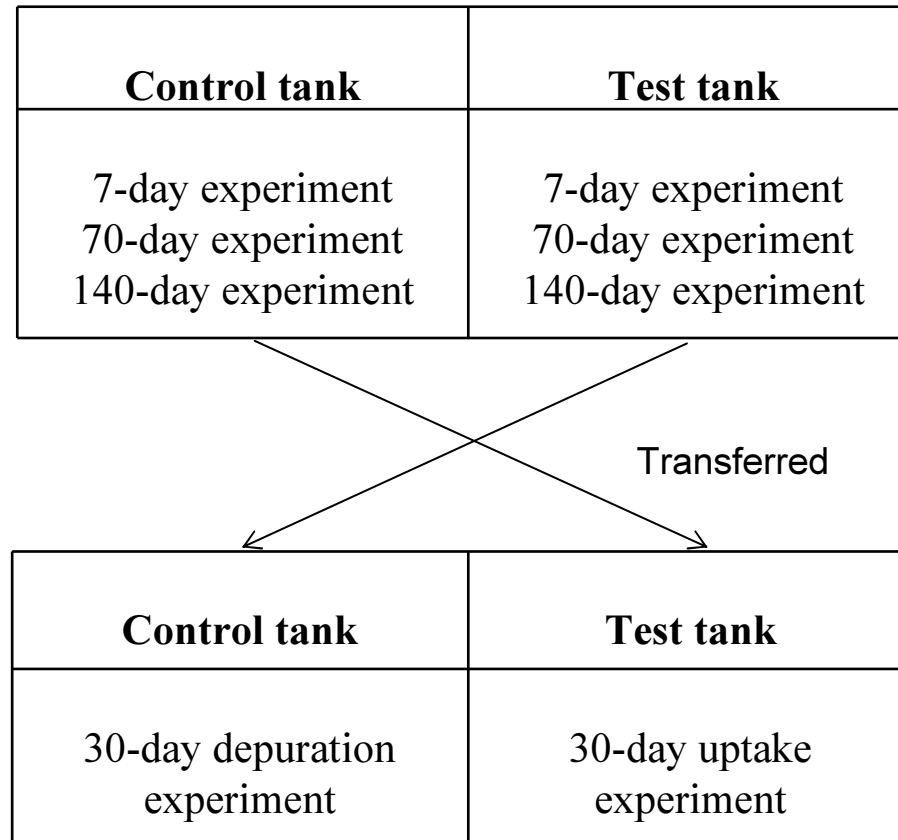 Control tank
Test tank
7-day experiment
70-day experiment
140-day experiment
7-day experiment
70-day experiment
140-day experiment
Transferred
Control tank
Test tank
30-day depuration
experiment
30-day uptake
experiment